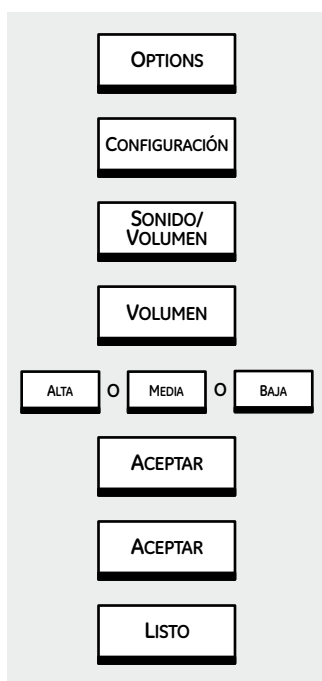 OPTIONS
CONFIGURACIÓN
SONIDO/
VOLUMEN
VOLUMEN
ALTA O MEDIA O BAJA
ACEPTAR
ACEPTAR
LISTO